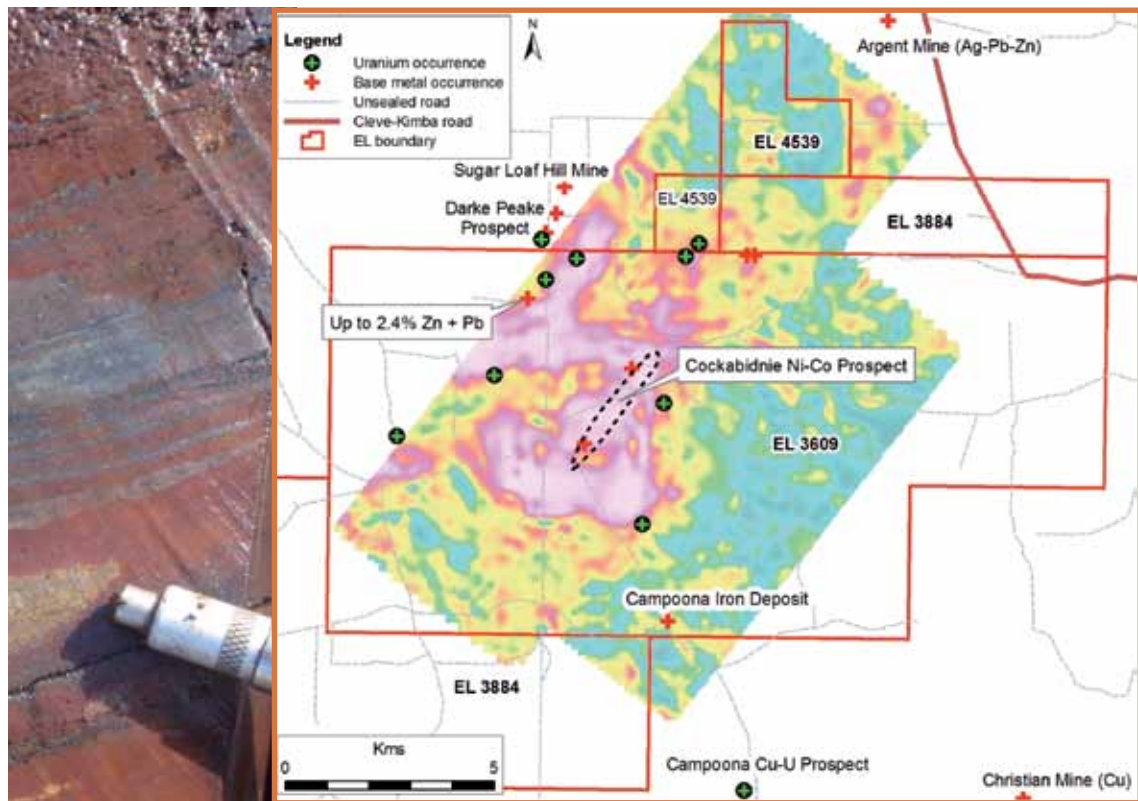 Legend
Uranium occurrence
Base metal occurrence
Unsealed road
Cleve-Kimba road
EL boundary
N
Argent Mine (Ag-Pb-Zn)
EL 4539
Sugar Loaf Hill Mine
EL 4539
Darke Peake
Prospect
EL 3884
Up to 2.4% Zn + Pb
Cockabidnie Ni-Co Prospect
EL 3609
Campoona Iron Deposit
EL 3884
Kms
0 5
Campoona Cu-U Prospect
Christian Mine (Cu)